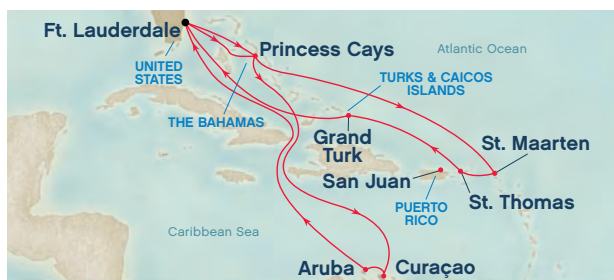 Ft. Lauderdale
UNITED
STATES
Princess Cays
Atlantic Ocean
THE BAHAMAS
TURKS & CAICOS
ISLANDS
Grand
Turk
St. Maarten
San Juan
St. Thomas
PUERTO
RICO
Caribbean Sea
Aruba
Curaçao